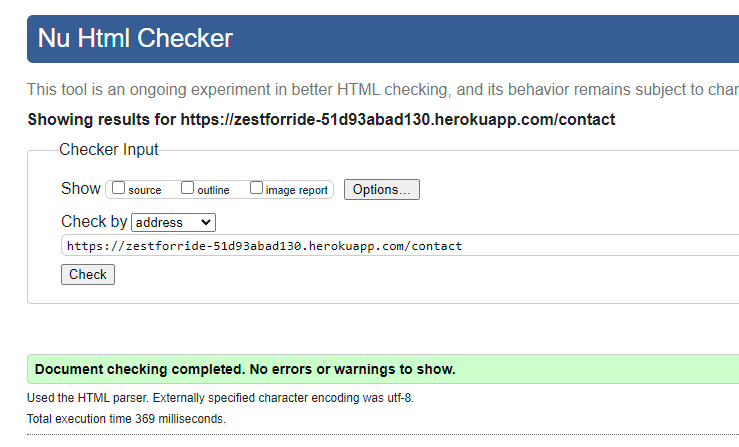 Nu Html Checker
This tool is an ongoing experiment in better HTML checking, and its behavior remains subject to char
Showing results for https://zestforride-51d93abad130.herokuapp.com/contact
Checker Input
Show source outline image report Options...
Check by address
https://zestforride-51d93abad130.herokuapp.com/contact
Check
Document checking completed. No errors or warnings to show.
Used the HTML parser. Externally specified character encoding was utf-8.
Total execution time 369 milliseconds.